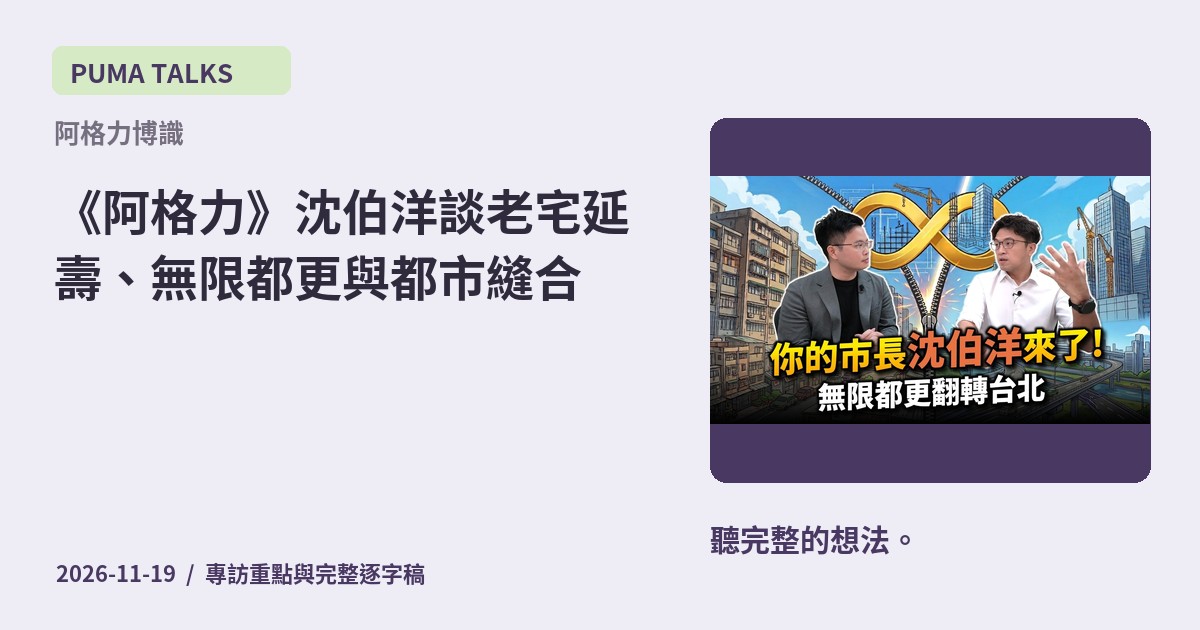 PUMA TALKS
阿格力博識
《阿格力》沈伯洋談老宅延
壽、無限都更與都市縫合
你的市長沈伯洋來了!
無限都更翻轉台北
聽完整的想法。
2026-11-19 / 專訪重點與完整逐字稿